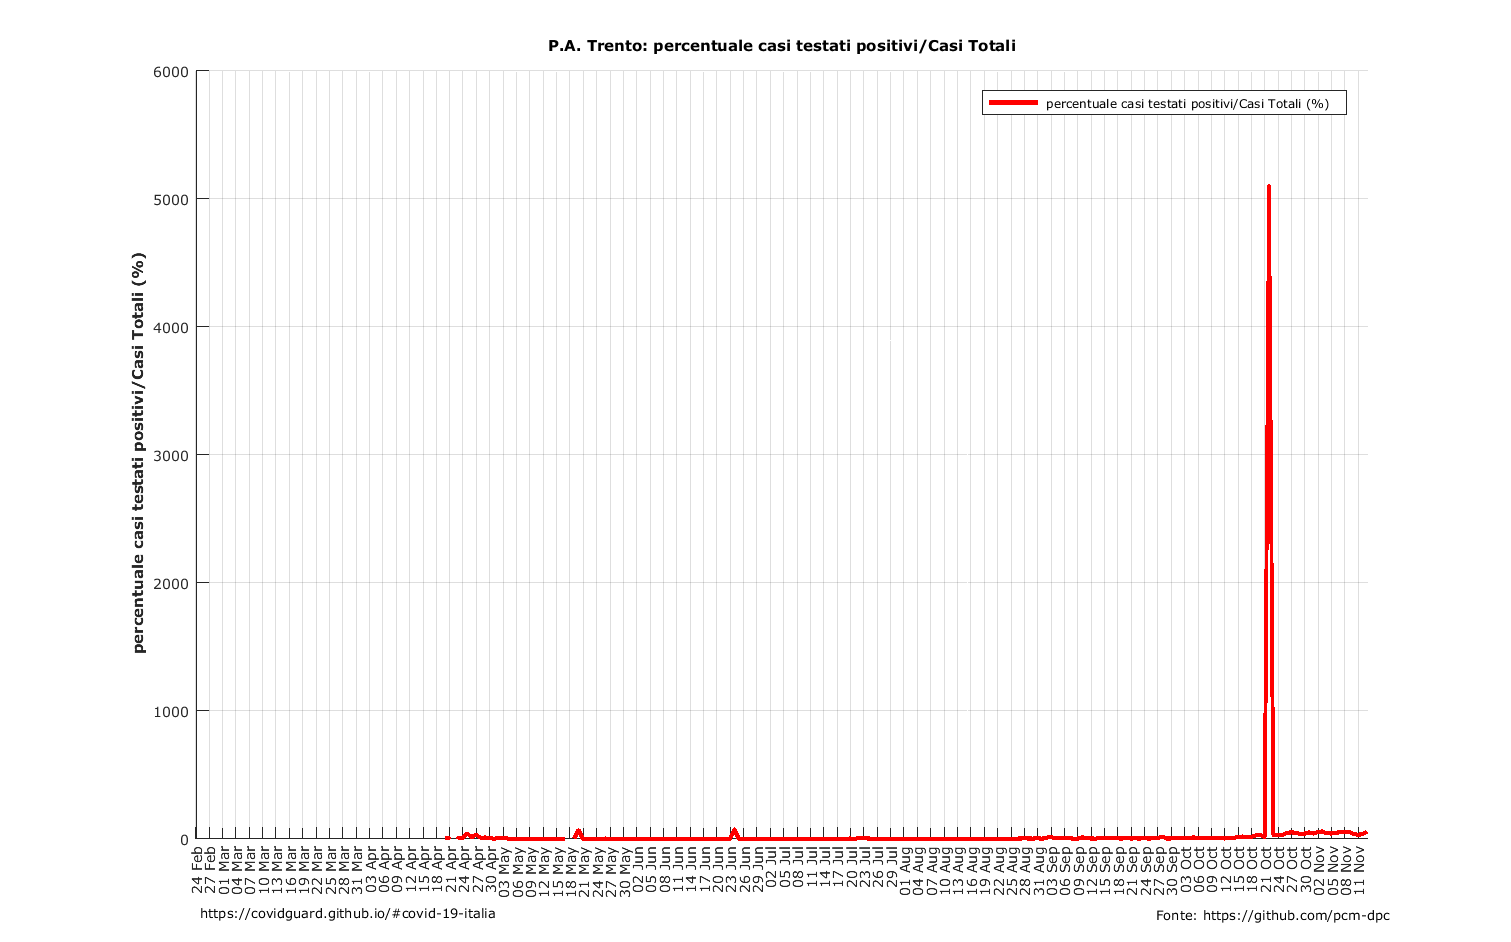 P.A. Trento: percentuale casi testati positivi/Casi Totali
percentuale casi testati positivi/Casi Totali (%)
percentuale casi testati positivi/Casi Totali (%)
6000
5000
4000
3000
2000
1000
0
24 Feb
27 Feb
01 Mar
04 Mar
07 Mar
10 Mar
13 Mar
16 Mar
19 Mar
22 Mar
25 Mar
28 Mar
31 Mar
03 Apr
06 Apr
09 Apr
12 Apr
15 Apr
18 Apr
21 Apr
24 Apr
27 Apr
30 Apr
03 May
06 May
09 May
12 May
15 May
18 May
21 May
24 May
27 May
30 May
02 Jun
05 Jun
08 Jun
11 Jun
14 Jun
17 Jun
20 Jun
23 Jun
26 Jun
29 Jun
02 Jul
05 Jul
08 Jul
11 Jul
14 Jul
17 Jul
20 Jul
23 Jul
26 Jul
29 Jul
01 Aug
04 Aug
07 Aug
10 Aug
13 Aug
16 Aug
19 Aug
22 Aug
25 Aug
28 Aug
31 Aug
03 Sep
06 Sep
09 Sep
12 Sep
15 Sep
18 Sep
21 Sep
24 Sep
27 Sep
30 Sep
03 Oct
06 Oct
09 Oct
12 Oct
15 Oct
18 Oct
21 Oct
24 Oct
27 Oct
30 Oct
02 Nov
05 Nov
08 Nov
11 Nov
https://covidguard.github.io/#covid-19-italia
Fonte: https://github.com/pcm-dpc